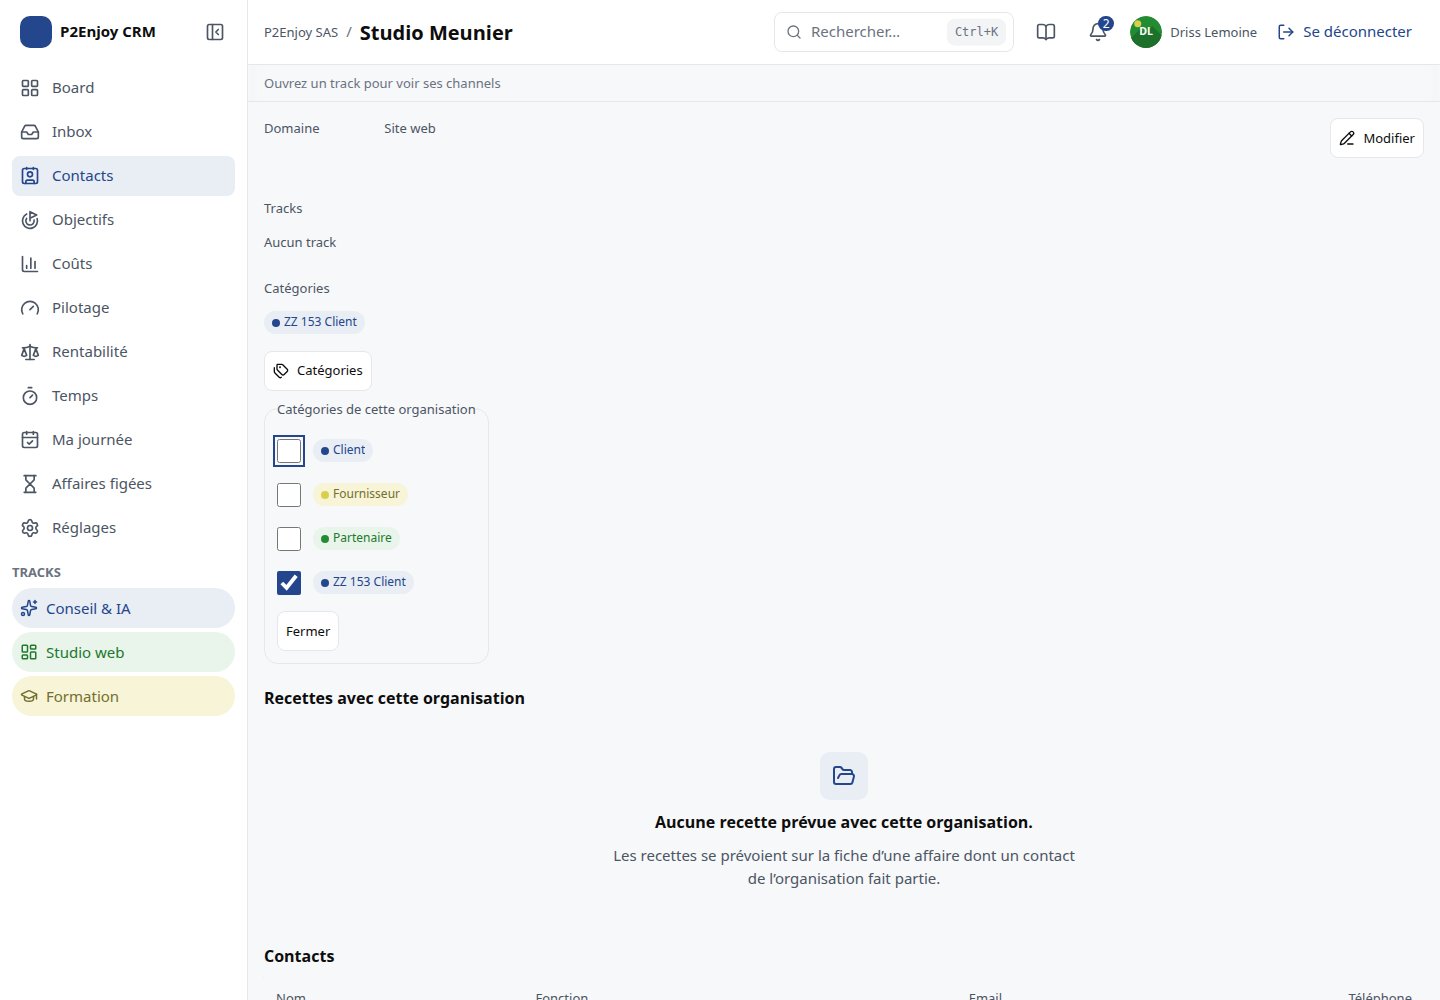 P2Enjoy CRM
Board
Inbox
Contacts
Objectifs
Coûts
Pilotage
Rentabilité
Temps
Ma journée
Affaires figées
Réglages
TRACKS
Conseil & IA
Studio web
Formation
P2Enjoy SAS / Studio Meunier
Rechercher...
Ctrl+K
2
DL
Driss Lemoine
Se déconnecter
Ouvrez un track pour voir ses channels
Domaine
Site web
Modifier
Tracks
Aucun track
Catégories
ZZ 153 Client
Catégories
Catégories de cette organisation
Client
Fournisseur
Partenaire
ZZ 153 Client
Fermer
Recettes avec cette organisation
Aucune recette prévue avec cette organisation.
Les recettes se prévoient sur la fiche d’une affaire dont un contact
de l’organisation fait partie.
Contacts
Nom
Fonction
Email
Téléphone